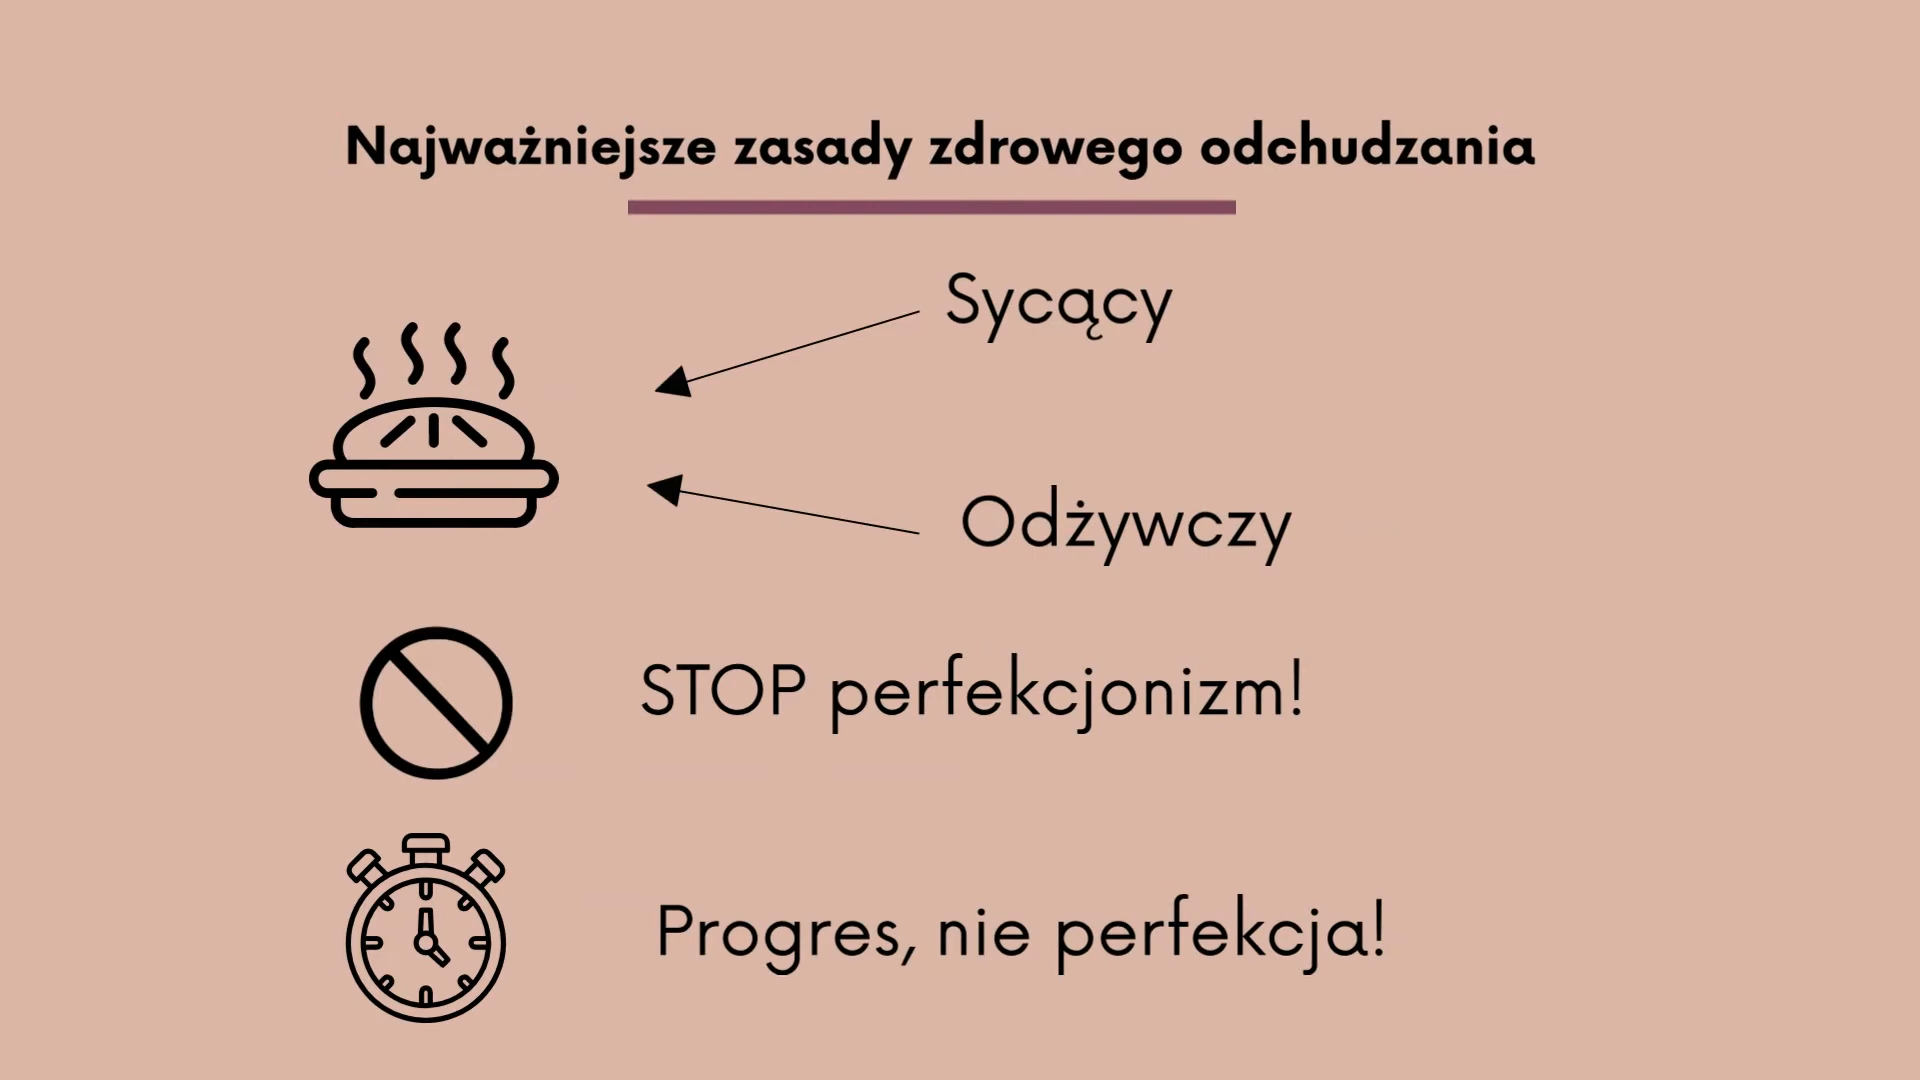 Najważniejsze zasady zdrowego odchudzania
Sycący
Odżywczy
STOP perfekcjonizm!
Progres, nie perfekcja!